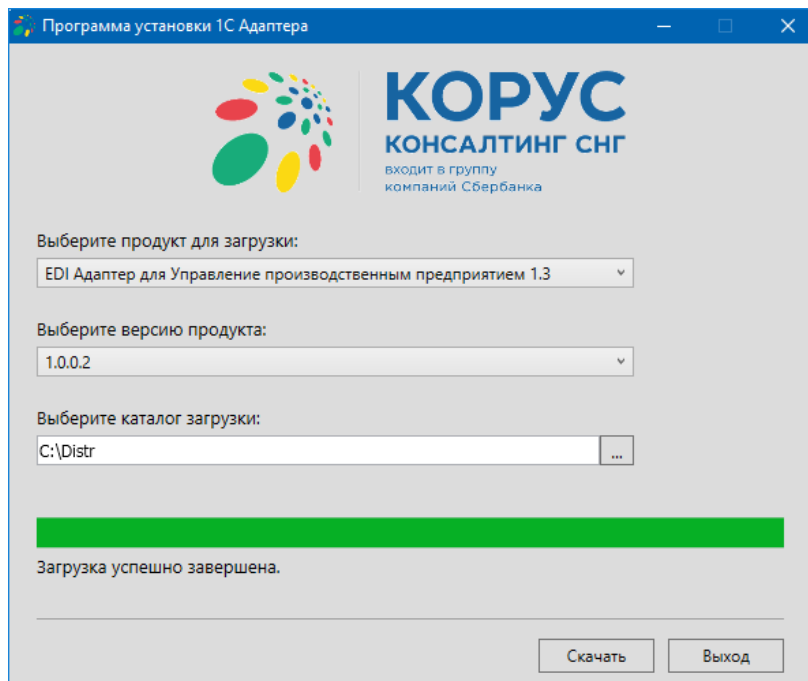 Программа установки 1С Адаптера
КОРУС
КОНСАЛТИНГ СНГ
входит в группу
компаний Сбербанка
Выберите продукт для загрузки:
EDI Адаптер для Управление производственным предприятием 1.3
Выберите версию продукта:
1.0.0.2
Выберите каталог загрузки:
C:\Distr
...
Загрузка успешно завершена.
Скачать
Выход